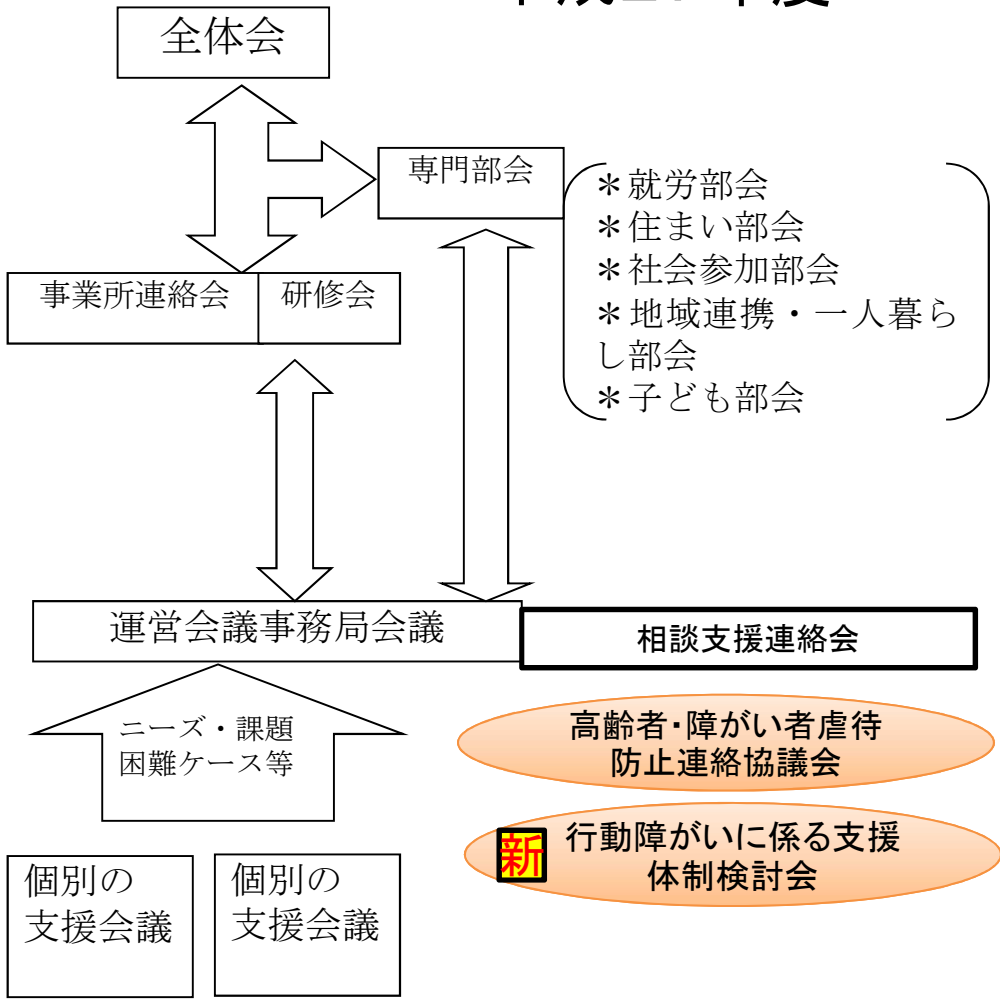 全体会
専門部会
＊就労部会
＊住まい部会
＊社会参加部会
＊地域連携・一人�ら
し部会
＊子ども部会
事業所連絡会
研修会
運営会議事務局会議
相談支援連絡会
ニーズ・課題
困難ケース等
高齢者・障がい者虐待
防止連絡協議会
新
行動障がいに係る支援
体制検討会
個別の
支援会議
個別の
支援会議